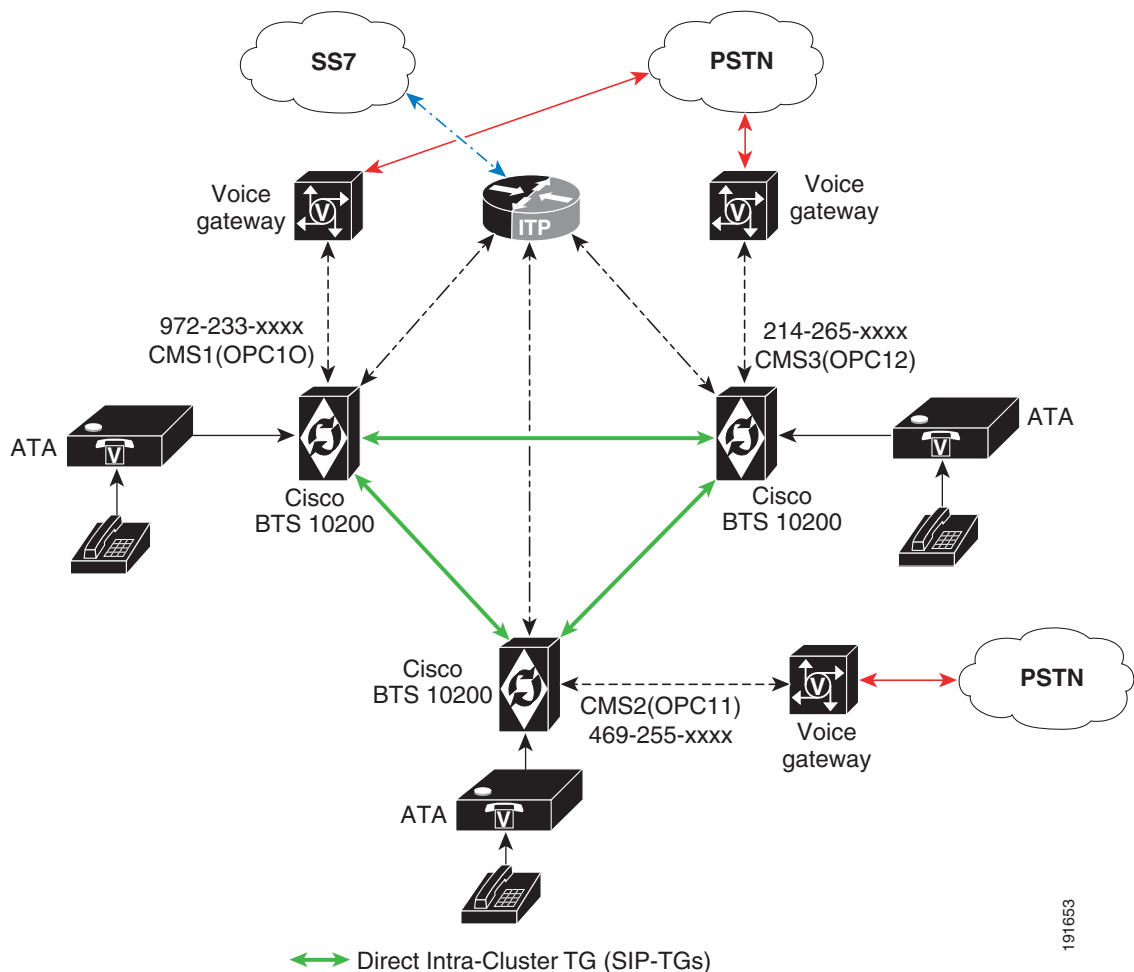 SS7
PSTN
Voice
gateway
ITP
Voice
gateway
972-233-xxxx
CMS1(OPC1O)
214-265-xxxx
CMS3(OPC12)
ATA
V
Cisco
BTS 10200
Cisco
BTS 10200
ATA
V
Cisco
BTS 10200
CMS2(OPC11)
469-255-xxxx
V
Voice
gateway
PSTN
ATA
V
V
V
191653
Direct Intra-Cluster TG (SIP-TGs)